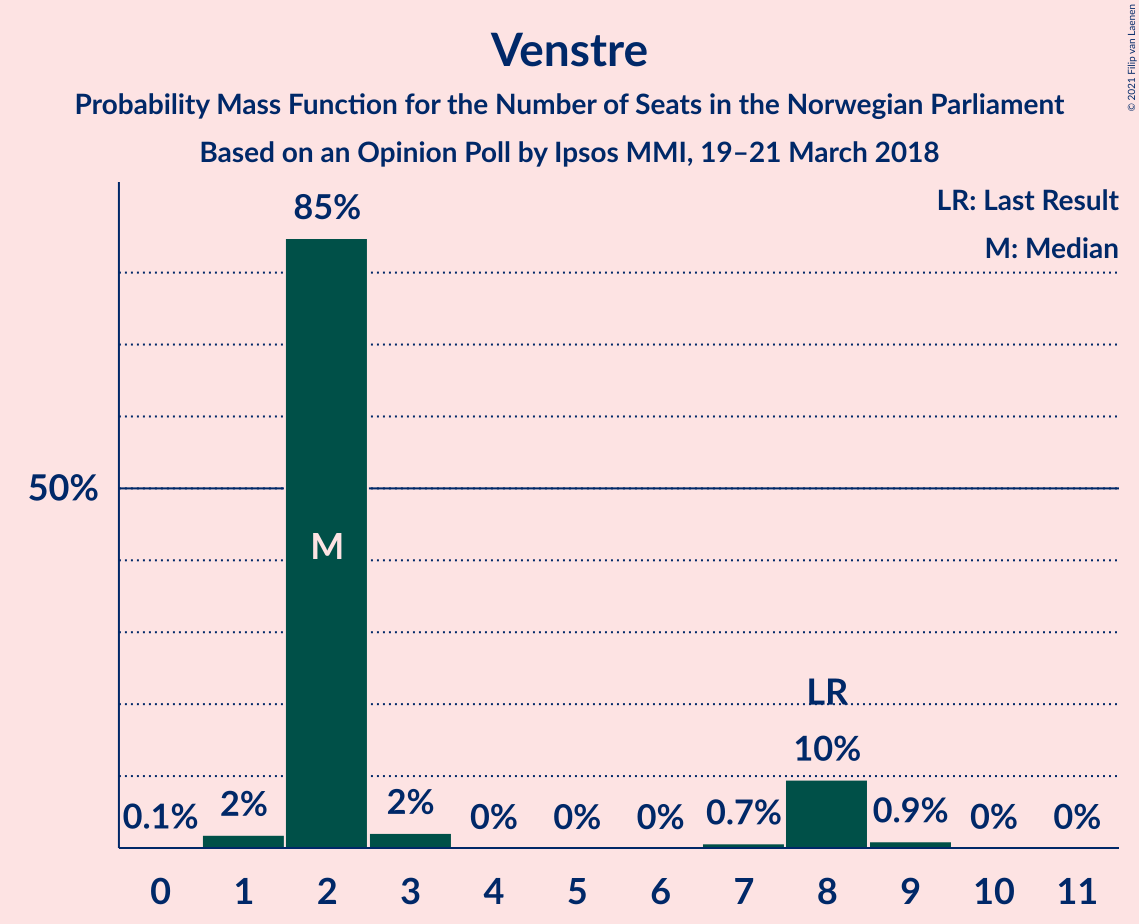 Venstre
Probability Mass Function for the Number of Seats in the Norwegian Parliament
Based on an Opinion Poll by Ipsos MMI, 19–21 March 2018
© 2021 Filip van Laenen
LR: Last Result
M: Median
85%
50%
M
LR
0.1% 2% 2% 0% 0% 0% 0.7% 10% 0.9% 0% 0%
0 1 2 3 4 5 6 7 8 9 10 11